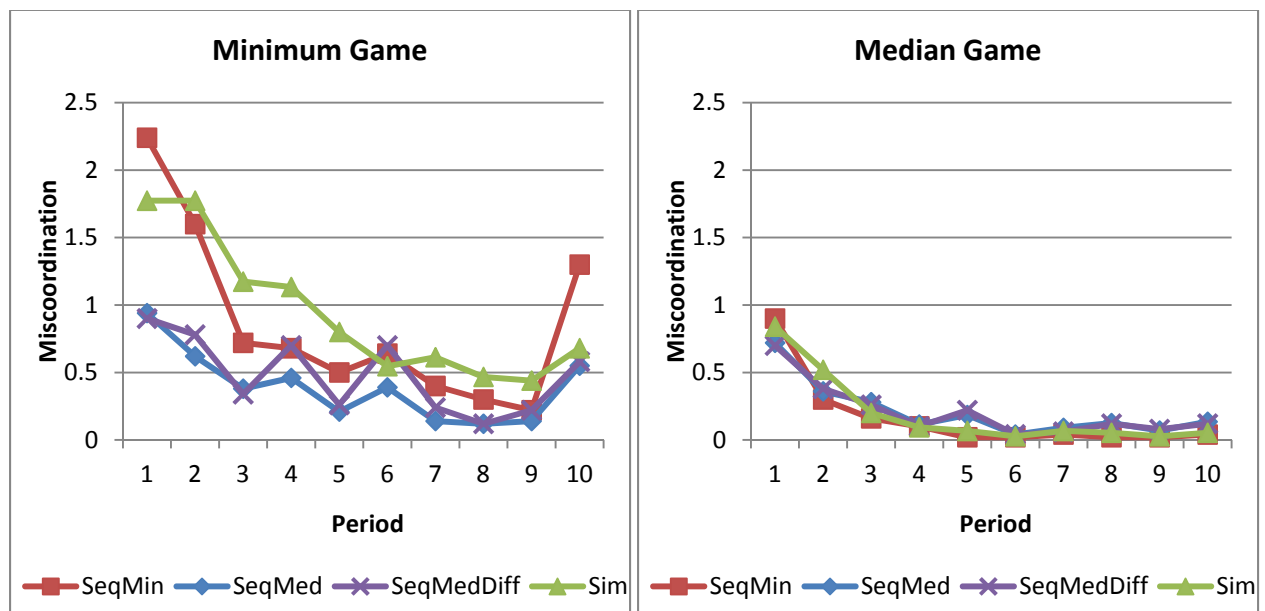 Minimum Game
Miscoordination
2.5
2
1.5
1
0.5
0
1 2 3 4 5 6 7 8 9 10
Period
SeqMin SeqMed SeqMedDiff Sim
Median Game
Miscoordination
2.5
2
1.5
1
0.5
0
1 2 3 4 5 6 7 8 9 10
Period
SeqMin SeqMed SeqMedDiff Sim